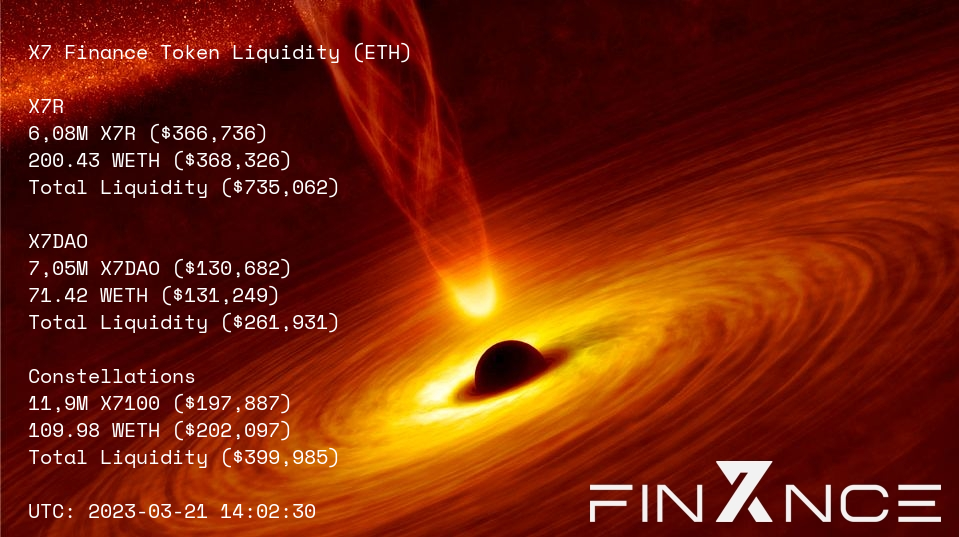 X7 Finance Token Liquidity (ETH)
X7R
6,08M X7R ($366,736)
200.43 WETH ($368,326)
Total Liquidity ($735,062)
X7DAO
7,05M X7DAO ($130,682)
71.42 WETH ($131,249)
Total Liquidity ($261,931)
Constellations
11,9M X7100 ($197,887)
109.98 WETH ($202,097)
Total Liquidity ($399,985)
UTC: 2023-03-21 14:02:30
FINANCE